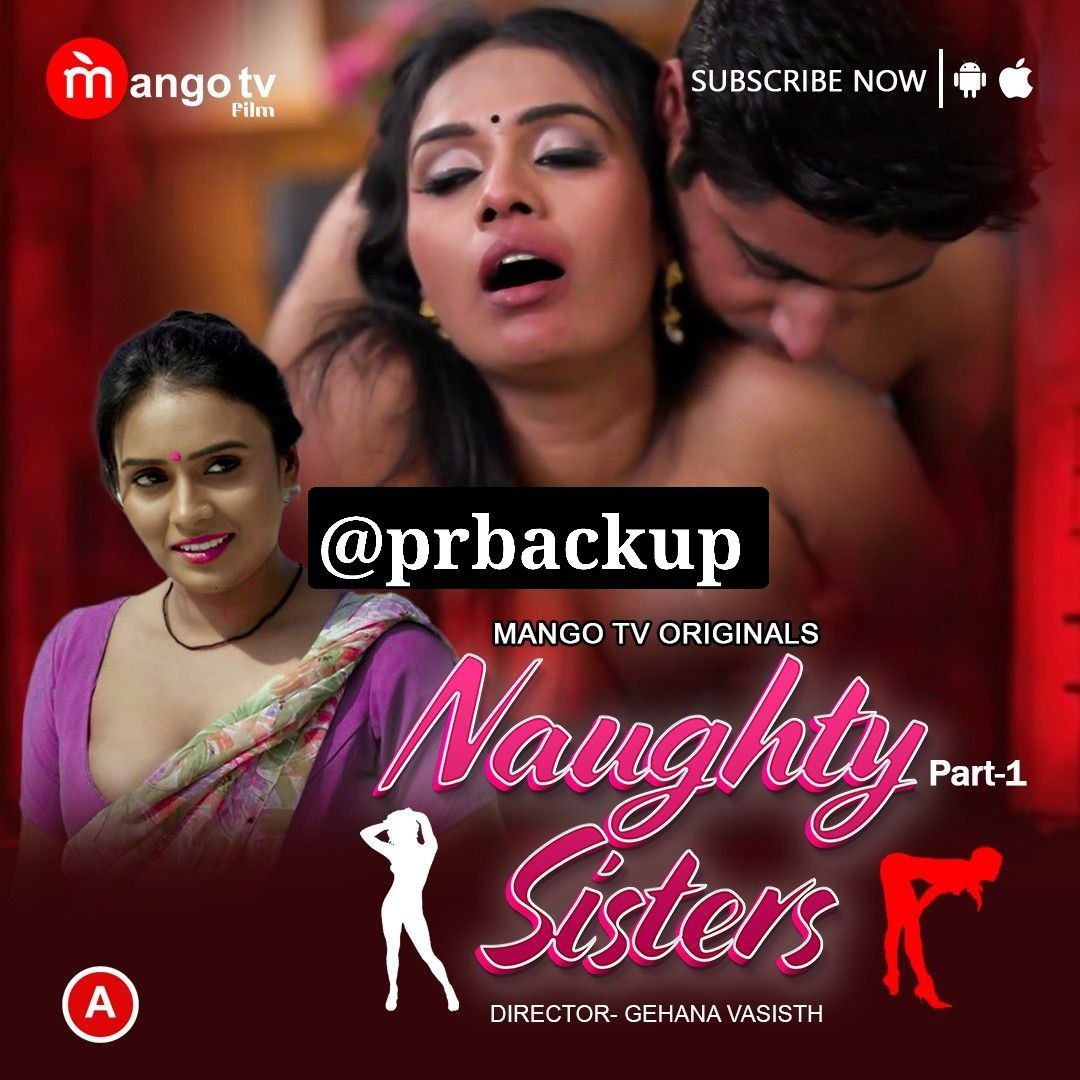 mango tv
Film
SUBSCRIBE NOW
@prbackup
MANGO TV ORIGINALS
Naughty
Part-1
Sisters
DIRECTOR- GEHANA VASISTH
A